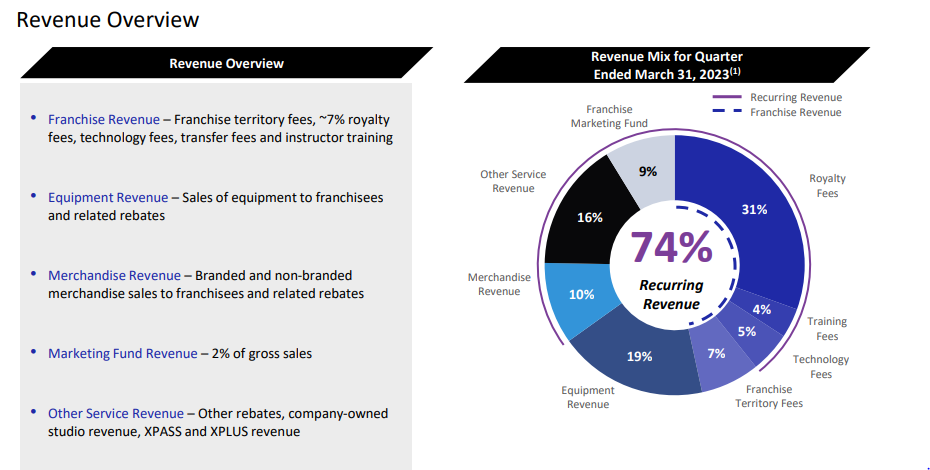 Revenue Overview
Revenue Overview
• Franchise Revenue – Franchise territory fees, ~7% royalty
fees, technology fees, transfer fees and instructor training
• Equipment Revenue – Sales of equipment to franchisees
and related rebates
• Merchandise Revenue – Branded and non-branded
merchandise sales to franchisees and related rebates
• Marketing Fund Revenue – 2% of gross sales
• Other Service Revenue – Other rebates, company-owned
studio revenue, XPASS and XPLUS revenue
Revenue Mix for Quarter
Ended March 31, 2023(1)
Recurring Revenue
Franchise Revenue
Franchise
Marketing Fund
9%
Other Service
Revenue
16%
Royalty
Fees
31%
74%
Recurring
Revenue
Merchandise
Revenue
10%
4%
Training
Fees
5%
Technology
Fees
7%
Franchise
Territory Fees
19%
Equipment
Revenue